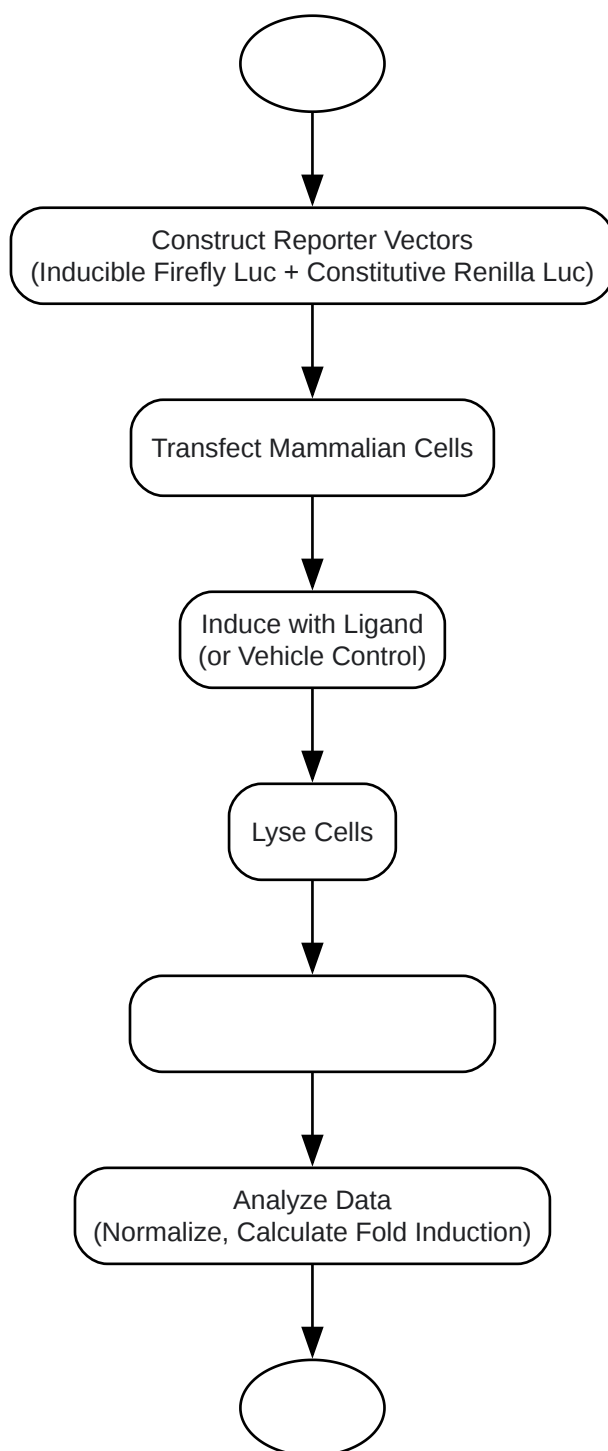 Construct Reporter Vectors
(Inducible Firefly Luc + Constitutive Renilla Luc)
Transfect Mammalian Cells
Induce with Ligand
(or Vehicle Control)
Lyse Cells
Analyze Data
(Normalize, Calculate Fold Induction)